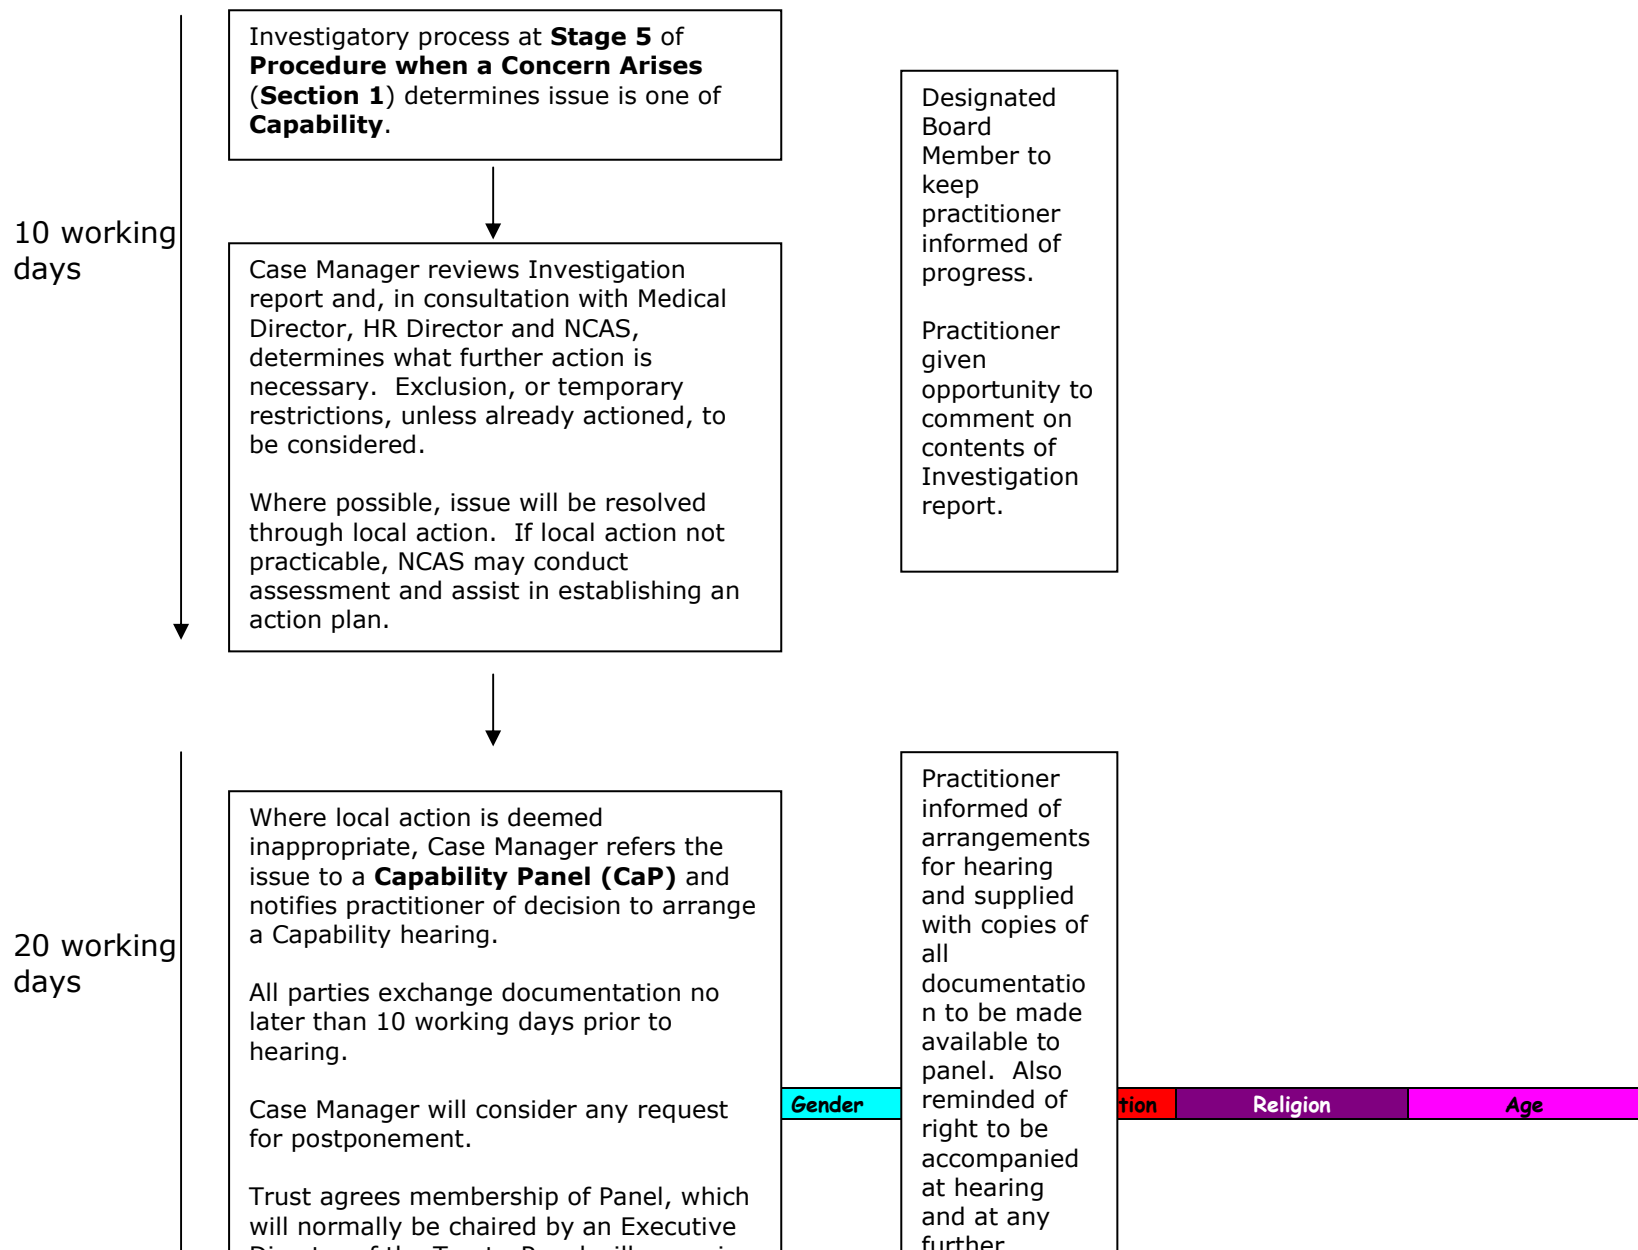 Investigatory process at Stage 5 of
Procedure when a Concern Arises
(Section 1) determines issue is one of
Capability.
Designated
Board
Member to
keep
practitioner
informed of
progress.
Practitioner
given
opportunity to
comment on
contents of
Investigation
report.
10 working
days
Case Manager reviews Investigation
report and, in consultation with Medical
Director, HR Director and NCAS,
determines what further action is
necessary.  Exclusion, or temporary
restrictions, unless already actioned, to
be considered.
Where possible, issue will be resolved
through local action.  If local action not
practicable, NCAS may conduct
assessment and assist in establishing an
action plan.
20 working
days
Where local action is deemed
inappropriate, Case Manager refers the
issue to a Capability Panel (CaP) and
notifies practitioner of decision to arrange
a Capability hearing.
All parties exchange documentation no
later than 10 working days prior to
hearing.
Case Manager will consider any request
for postponement.
Trust agrees membership of Panel, which
will normally be chaired by an Executive
Practitioner
informed of
arrangements
for hearing
and supplied
with copies of
all
documentatio
n to be made
available to
panel.  Also
reminded of
right to be
accompanied
at hearing
and at any
further
Gender
tion
Religion
Age